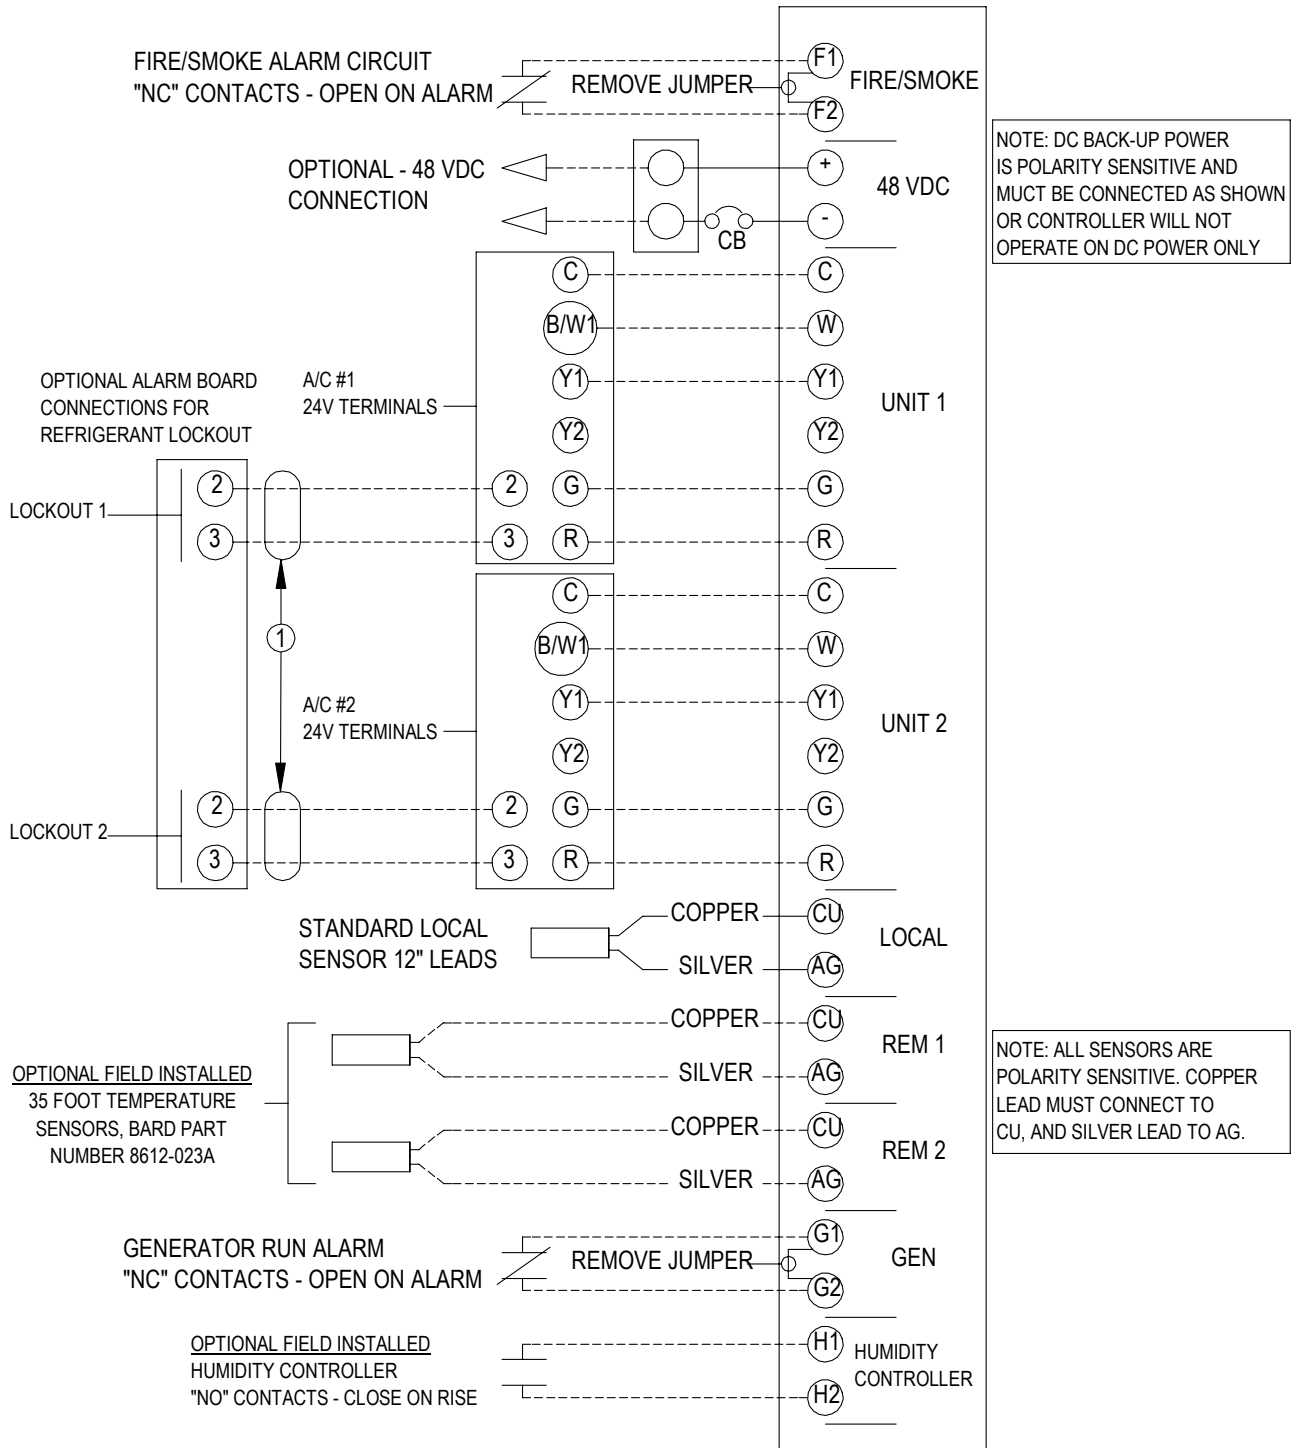 FIRE/SMOKE ALARM CIRCUIT
"NC" CONTACTS - OPEN ON ALARM
REMOVE JUMPER
F1
F2
FIRE/SMOKE
OPTIONAL - 48 VDC
CONNECTION
CB
+
-
48 VDC
NOTE: DC BACK-UP POWER
IS POLARITY SENSITIVE AND
MUCT BE CONNECTED AS SHOWN
OR CONTROLLER WILL NOT
OPERATE ON DC POWER ONLY
OPTIONAL ALARM BOARD
CONNECTIONS FOR
REFRIGERANT LOCKOUT
A/C #1
24V TERMINALS
C
B/W1
Y1
Y2
G
R
2
3
C
W
Y1
Y2
G
R
UNIT 1
LOCKOUT 1
2
3
1
A/C #2
24V TERMINALS
C
B/W1
Y1
Y2
G
R
2
3
C
W
Y1
Y2
G
R
UNIT 2
LOCKOUT 2
2
3
STANDARD LOCAL
SENSOR 12" LEADS
COPPER
SILVER
CU
AG
LOCAL
OPTIONAL FIELD INSTALLED
35 FOOT TEMPERATURE
SENSORS, BARD PART
NUMBER 8612-023A
COPPER
SILVER
CU
AG
REM 1
COPPER
SILVER
CU
AG
REM 2
NOTE: ALL SENSORS ARE
POLARITY SENSITIVE. COPPER
LEAD MUST CONNECT TO
CU, AND SILVER LEAD TO AG.
GENERATOR RUN ALARM
"NC" CONTACTS - OPEN ON ALARM
REMOVE JUMPER
G1
G2
GEN
OPTIONAL FIELD INSTALLED
HUMIDITY CONTROLLER
"NO" CONTACTS - CLOSE ON RISE
H1
H2
HUMIDITY
CONTROLLER